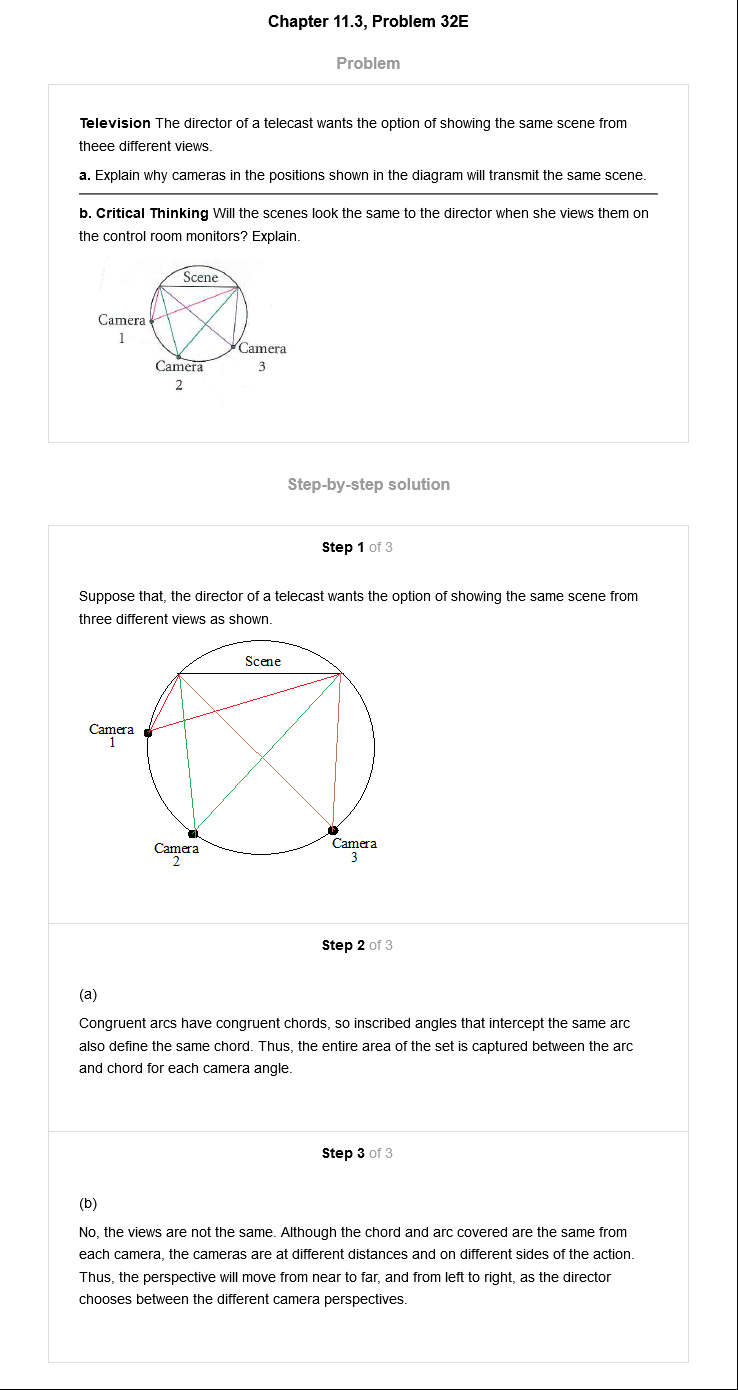 Chapter 11.3, Problem 32E
Problem
Television The director of a telecast wants the option of showing the same scene from
theee different views.
a. Explain why cameras in the positions shown in the diagram will transmit the same scene.
b. Critical Thinking Will the scenes look the same to the director when she views them on
the control room monitors? Explain.
Scene
Camera
1
Camera
2
Camera
3
Step-by-step solution
Step 1 of 3
Suppose that, the director of a telecast wants the option of showing the same scene from
three different views as shown.
Scene
Camera
1
Camera
2
Camera
3
Step 2 of 3
(a)
Congruent arcs have congruent chords, so inscribed angles that intercept the same arc
also define the same chord. Thus, the entire area of the set is captured between the arc
and chord for each camera angle.
Step 3 of 3
(b)
No, the views are not the same. Although the chord and arc covered are the same from
each camera, the cameras are at different distances and on different sides of the action.
Thus, the perspective will move from near to far, and from left to right, as the director
chooses between the different camera perspectives.